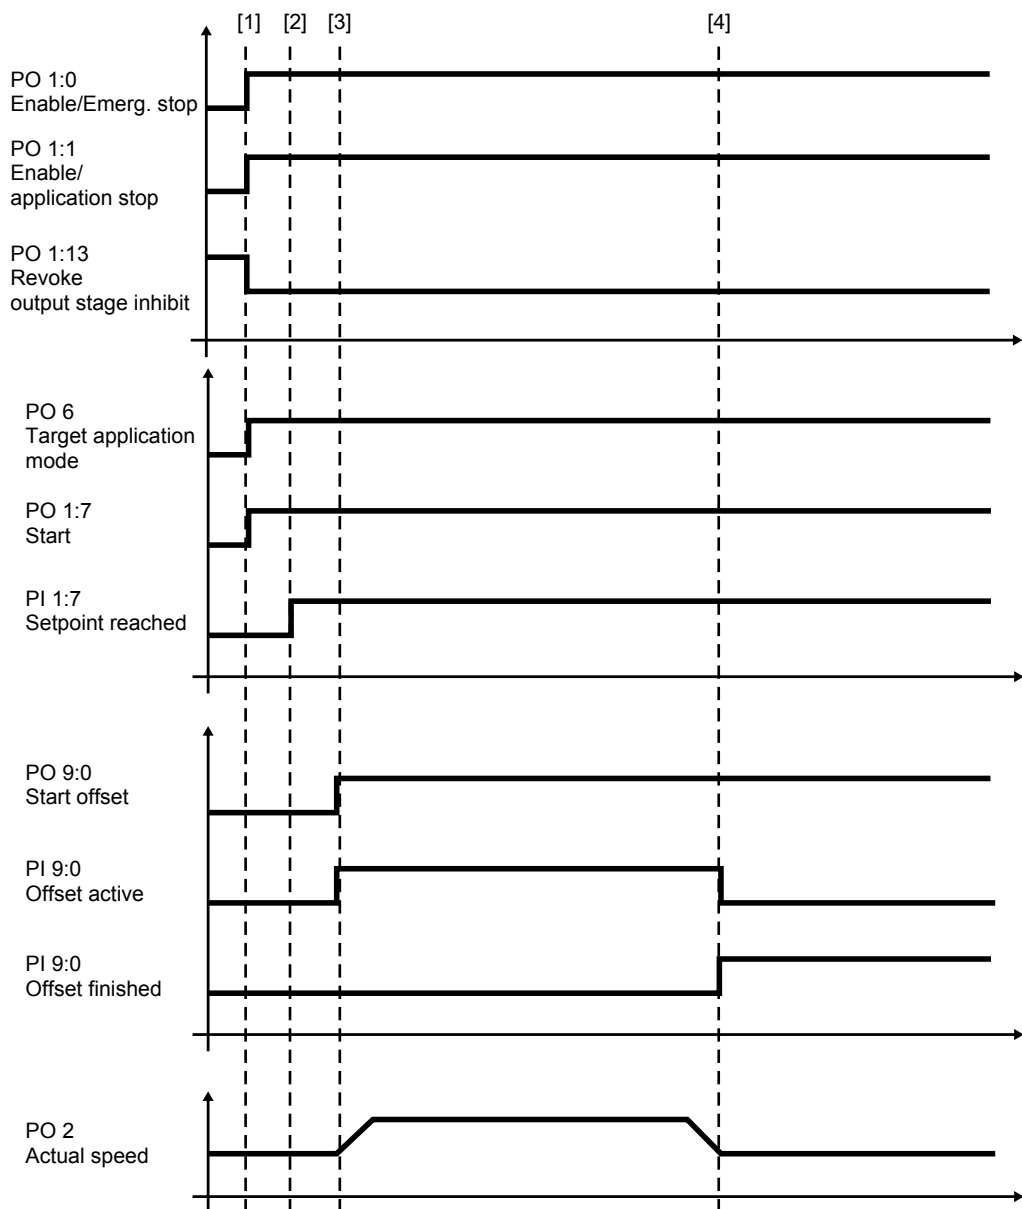 [1] [2] [3] [4]
PO 1:0
Enable/Emerg. stop
PO 1:1
Enable/
application stop
PO 1:13
Revoke
output stage inhibit
PO 6
Target application
mode
PO 1:7
Start
PI 1:7
Setpoint reached
PO 9:0
Start offset
PI 9:0
Offset active
PI 9:0
Offset finished
PO 2
Actual speed